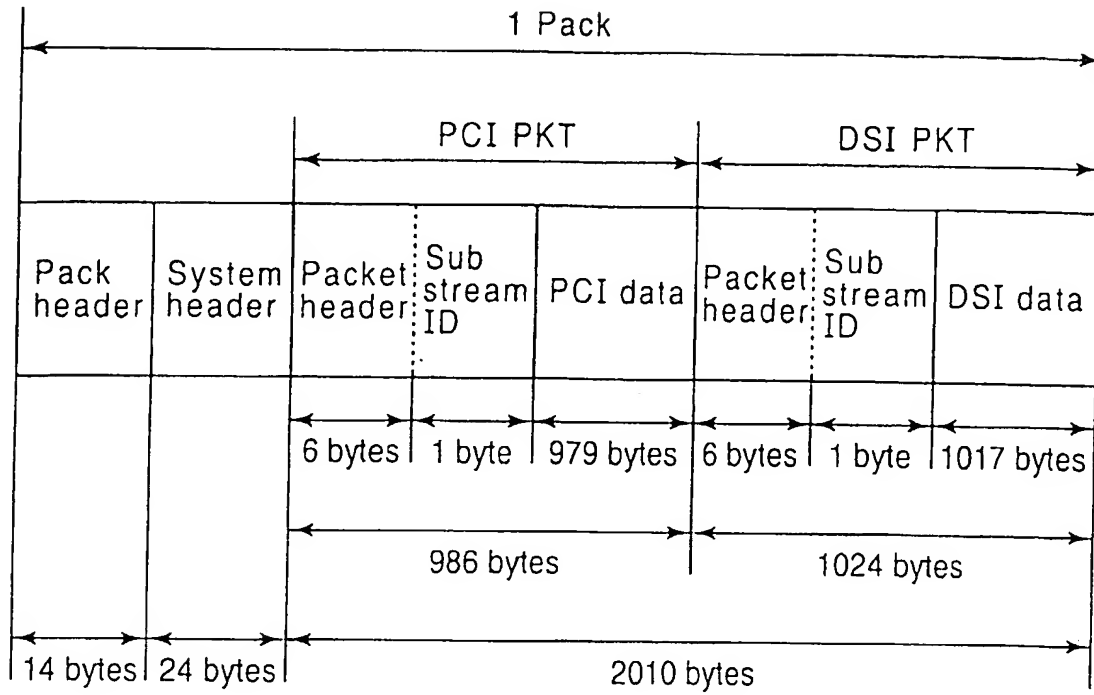 1 Pack
PCI PKT
DSI PKT
Pack
header
System
header
Packet
header
Sub
stream
ID
PCI data
Packet
header
Sub
stream
ID
DSI data
6 bytes
1 byte
979 bytes
6 bytes
1 byte
1017 bytes
986 bytes
1024 bytes
14 bytes
24 bytes
2010 bytes